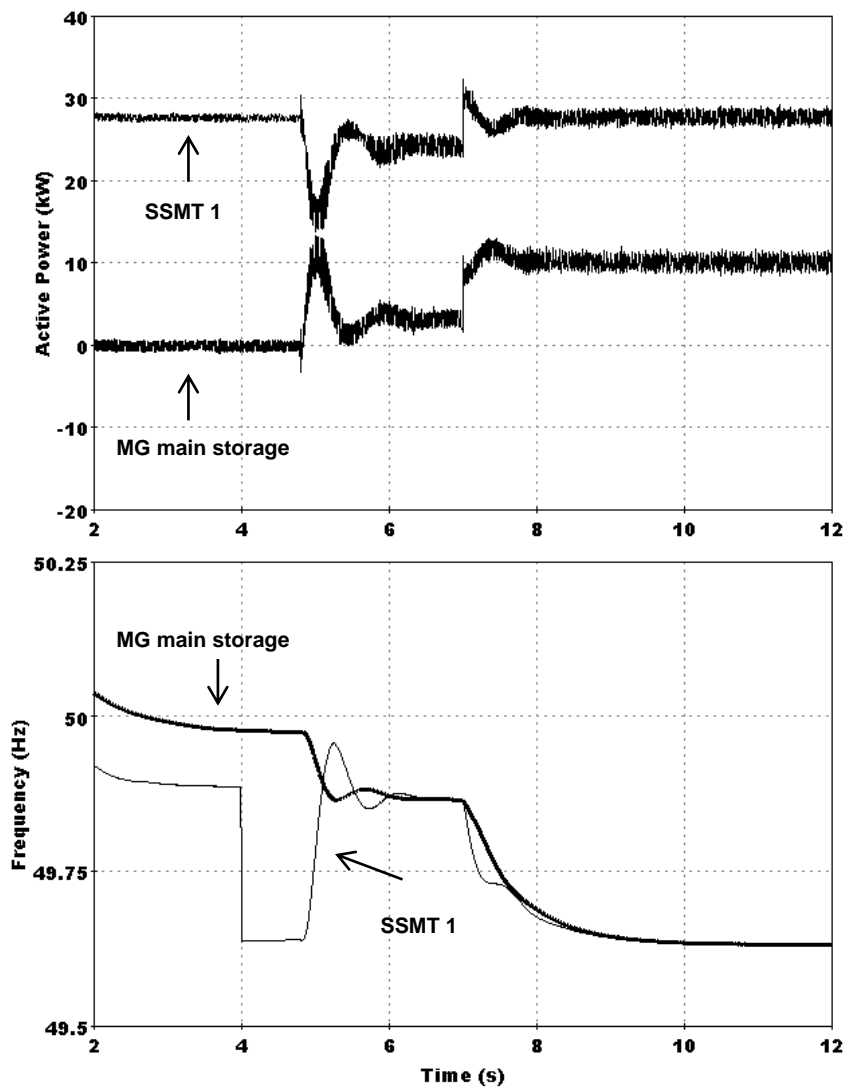 40
30
20
10
0
-10
-20
Active Power (kW)
SSMT 1
MG main storage
2 4 6 8 10 12
50.25
50
49.75
49.5
Frequency (Hz)
MG main storage
SSMT 1
2 4 6 8 10 12
Time (s)